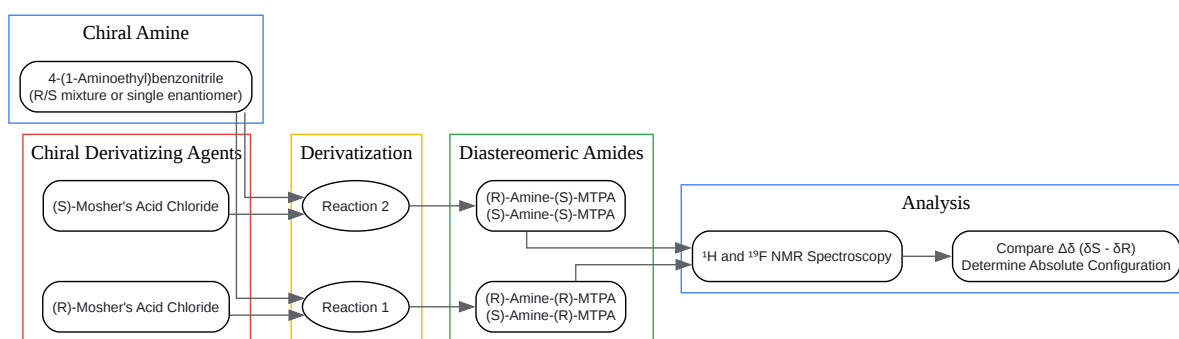 Chiral Amine
4-(1-Aminoethyl)benzonitrile
(R/S mixture or single enantiomer)
Chiral Derivatizing Agents
(S)-Mosher's Acid Chloride
(R)-Mosher's Acid Chloride
Derivatization
Reaction 2
Reaction 1
Diastereomeric Amides
(R)-Amine-(S)-MTPA
(S)-Amine-(S)-MTPA
(R)-Amine-(R)-MTPA
(S)-Amine-(R)-MTPA
Analysis
¹H and ¹⁹F NMR Spectroscopy
Compare Δδ (δS - δR)
Determine Absolute Configuration